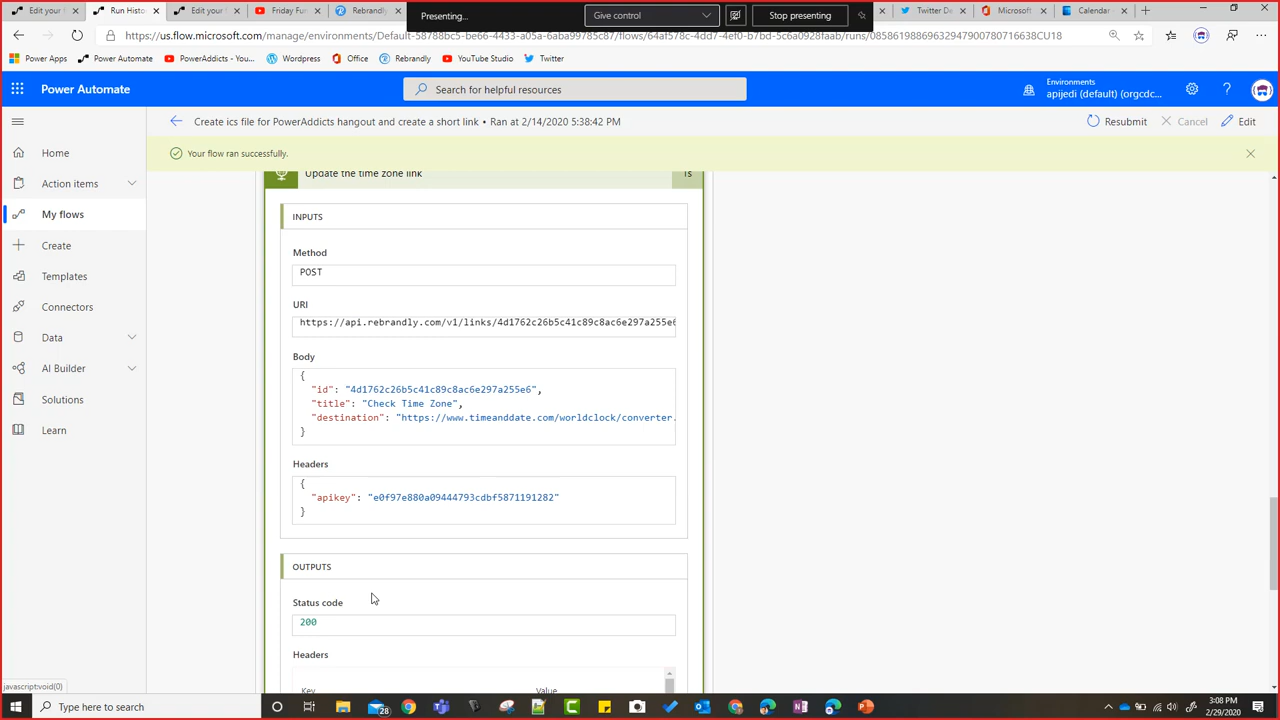 Edit your
Run Histo
Edit your
Friday Fun
Rebrandly
Presenting...
Give control
Stop presenting
Twitter De
Microsoft
Calendar -
https://us.flow.microsoft.com/manage/environments/Default-58788bc5-be66-4433-a05a-6aba99785c87/flows/64af578c-4dd7-4ef0-b7bd-5c6a0928faab/runs/08586198869632947900780716638CU18
Power Apps
Power Automate
PowerAddicts - You...
Wordpress
Office
Rebrandly
YouTube Studio
Twitter
Power Automate
Search for helpful resources
Environments
apijedi (default) (orgcdc...
Create ics file for PowerAddicts hangout and create a short link • Ran at 2/14/2020 5:38:42 PM
Resubmit
Cancel
Edit
Your flow ran successfully.
Home
Action items
My flows
Create
Templates
Connectors
Data
AI Builder
Solutions
Learn
Update the time zone link
1s
INPUTS
Method
POST
URI
https://api.rebrandly.com/v1/links/4d1762c26b5c41c89c8ac6e297a255e6
Body
{
"id": "4d1762c26b5c41c89c8ac6e297a255e6",
"title": "Check Time Zone",
"destination": "https://www.timeanddate.com/worldclock/converter.
}
Headers
{
"apikey": "e0f97e880a09444793cdbf5871191282"
}
OUTPUTS
Status code
200
Headers
Key
Value
javascript:void(0)
Type here to search
28
3:08 PM
2/29/2020